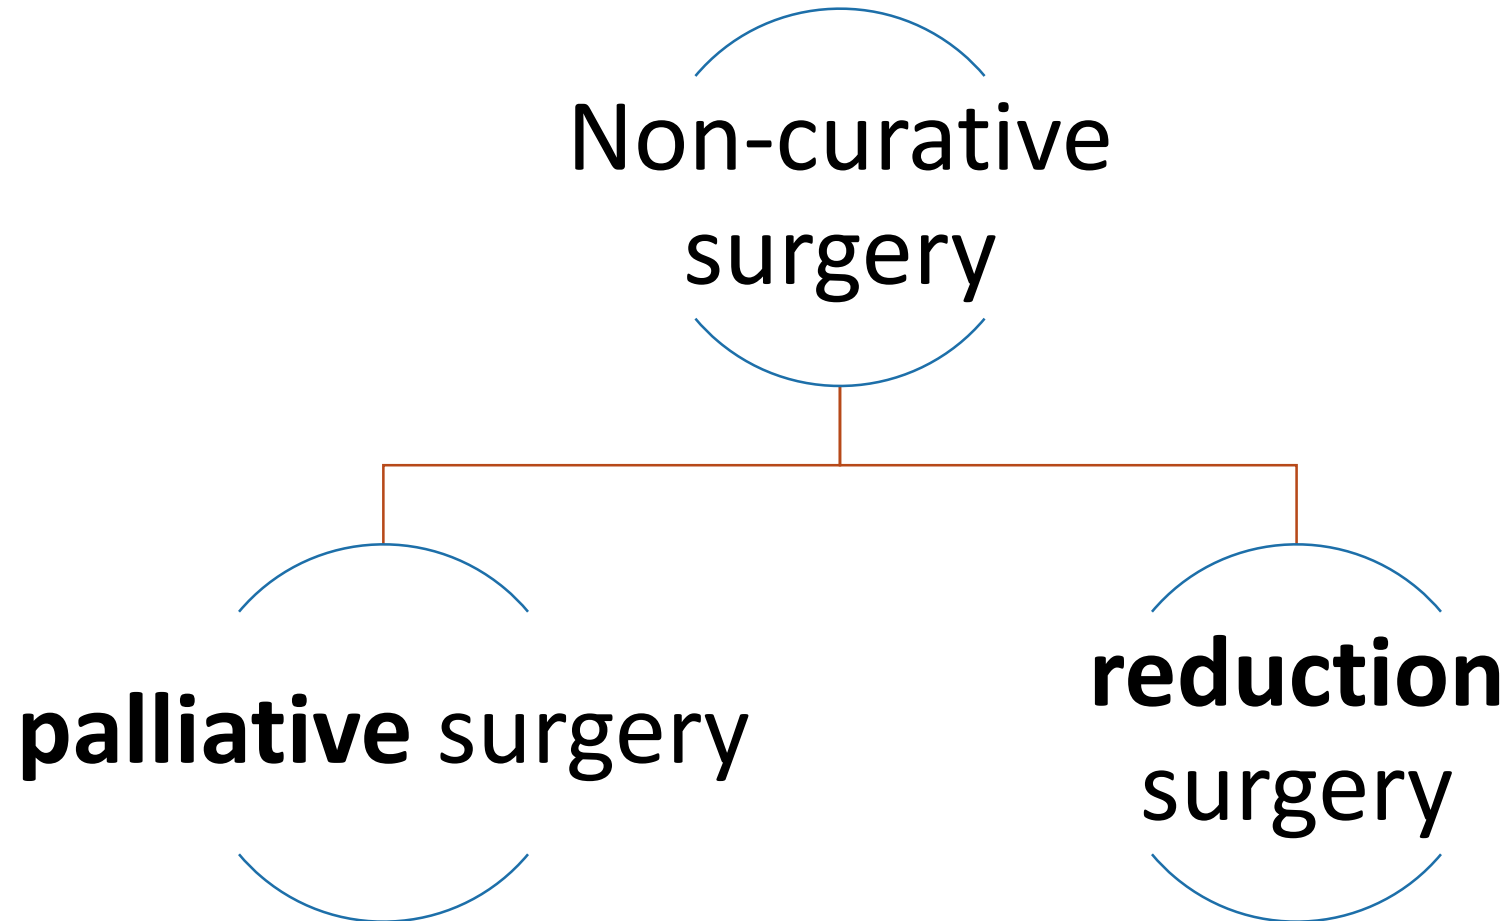 Non-curative
surgery
palliative surgery
reduction
surgery